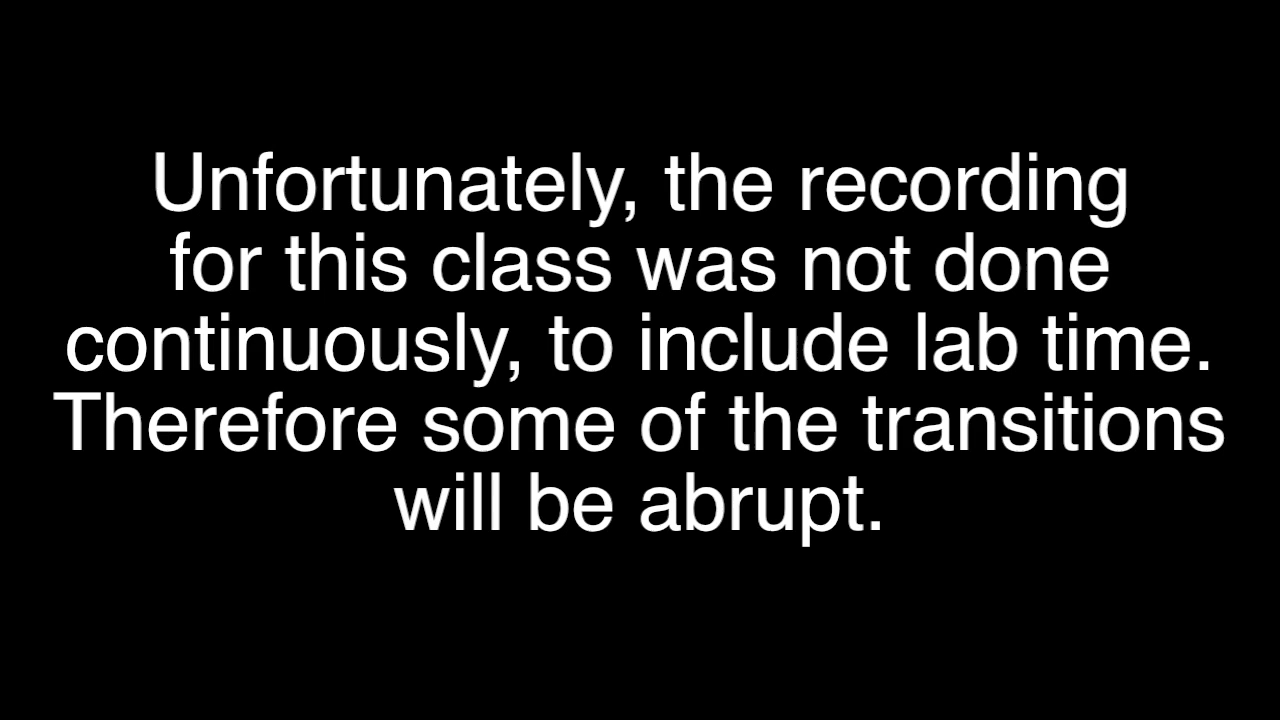 Unfortunately, the recording
for this class was not done
continuously, to include lab time.
Therefore some of the transitions
will be abrupt.